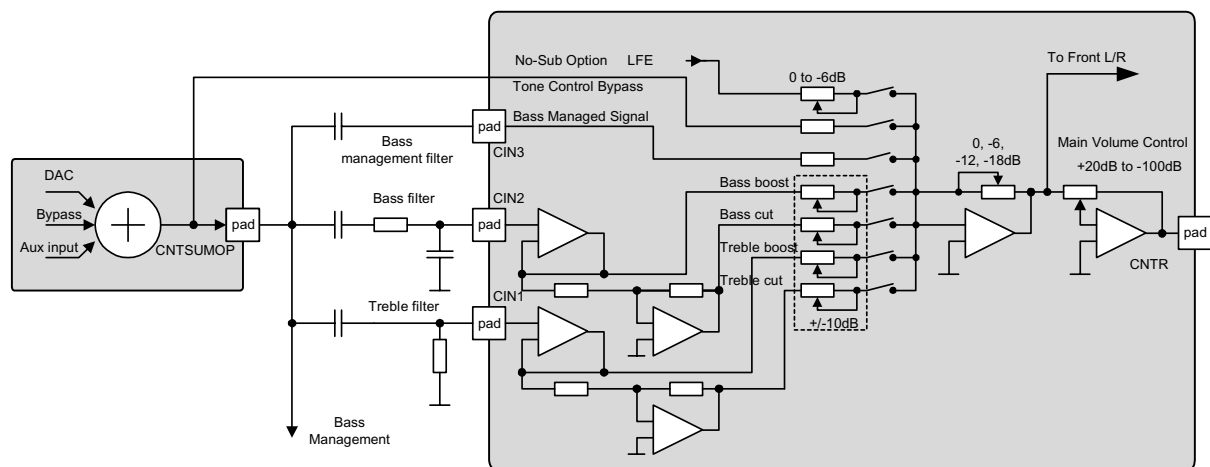 No-Sub Option LFE
To Front L/R
0 to -6dB
Tone Control Bypass
pad
Bass Managed Signal
CIN3
Bass
management filter
0, -6,
-12, -18dB
Main Volume Control
+20dB to -100dB
DAC
Bypass
Aux input
CNTSUMOP
pad
Bass filter
CIN2
pad
Bass boost
Bass cut
Treble boost
Treble cut
+/-10dB
pad
CNTR
Treble filter
CIN1
pad
Bass
Management